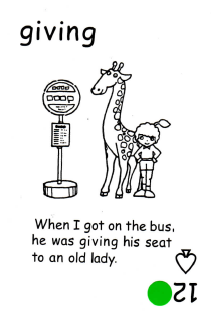 giving
When I got on the bus,
he was giving his seat
to an old lady.
12